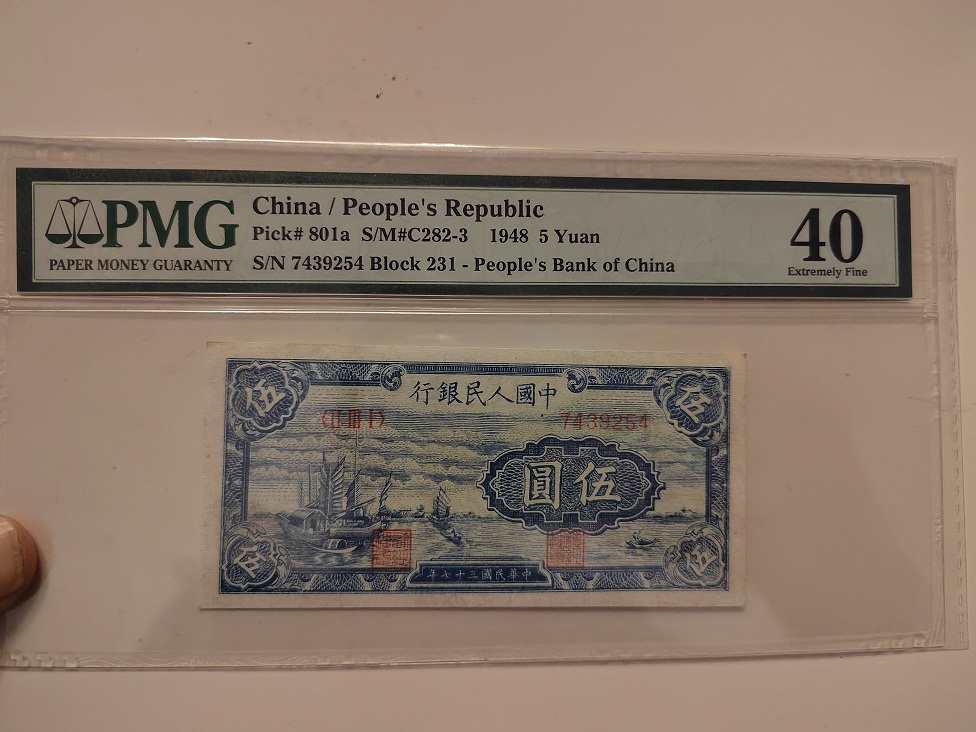 PMG
PAPER MONEY GUARANTY
China / People's Republic
Pick# 801a S/M#C282-3 1948 5 Yuan
S/N 7439254 Block 231 - People's Bank of China
40
Extremely Fine
行銀民人國中
伍
伍
(II III I)
7439254
圓伍
伍
伍
年七十三國民華中